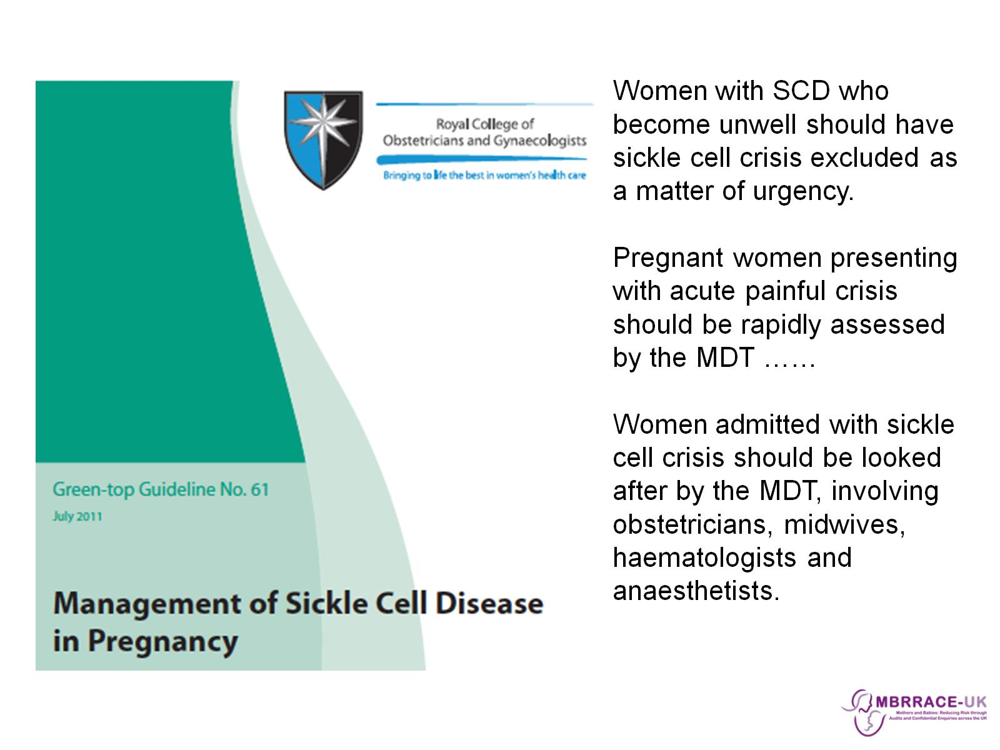 Royal College of
Obstetricians and Gynaecologists
Bringing to life the best in women's health care
Green-top Guideline No. 61
July 2011
Management of Sickle Cell Disease
in Pregnancy
Women with SCD who
become unwell should have
sickle cell crisis excluded as
a matter of urgency.
Pregnant women presenting
with acute painful crisis
should be rapidly assessed
by the MDT ……
Women admitted with sickle
cell crisis should be looked
after by the MDT, involving
obstetricians, midwives,
haematologists and
anaesthetists.
MBRRACE-UK
Mothers and Babies: Reducing Risk through
Audits and Confidential Enquiries across the UK